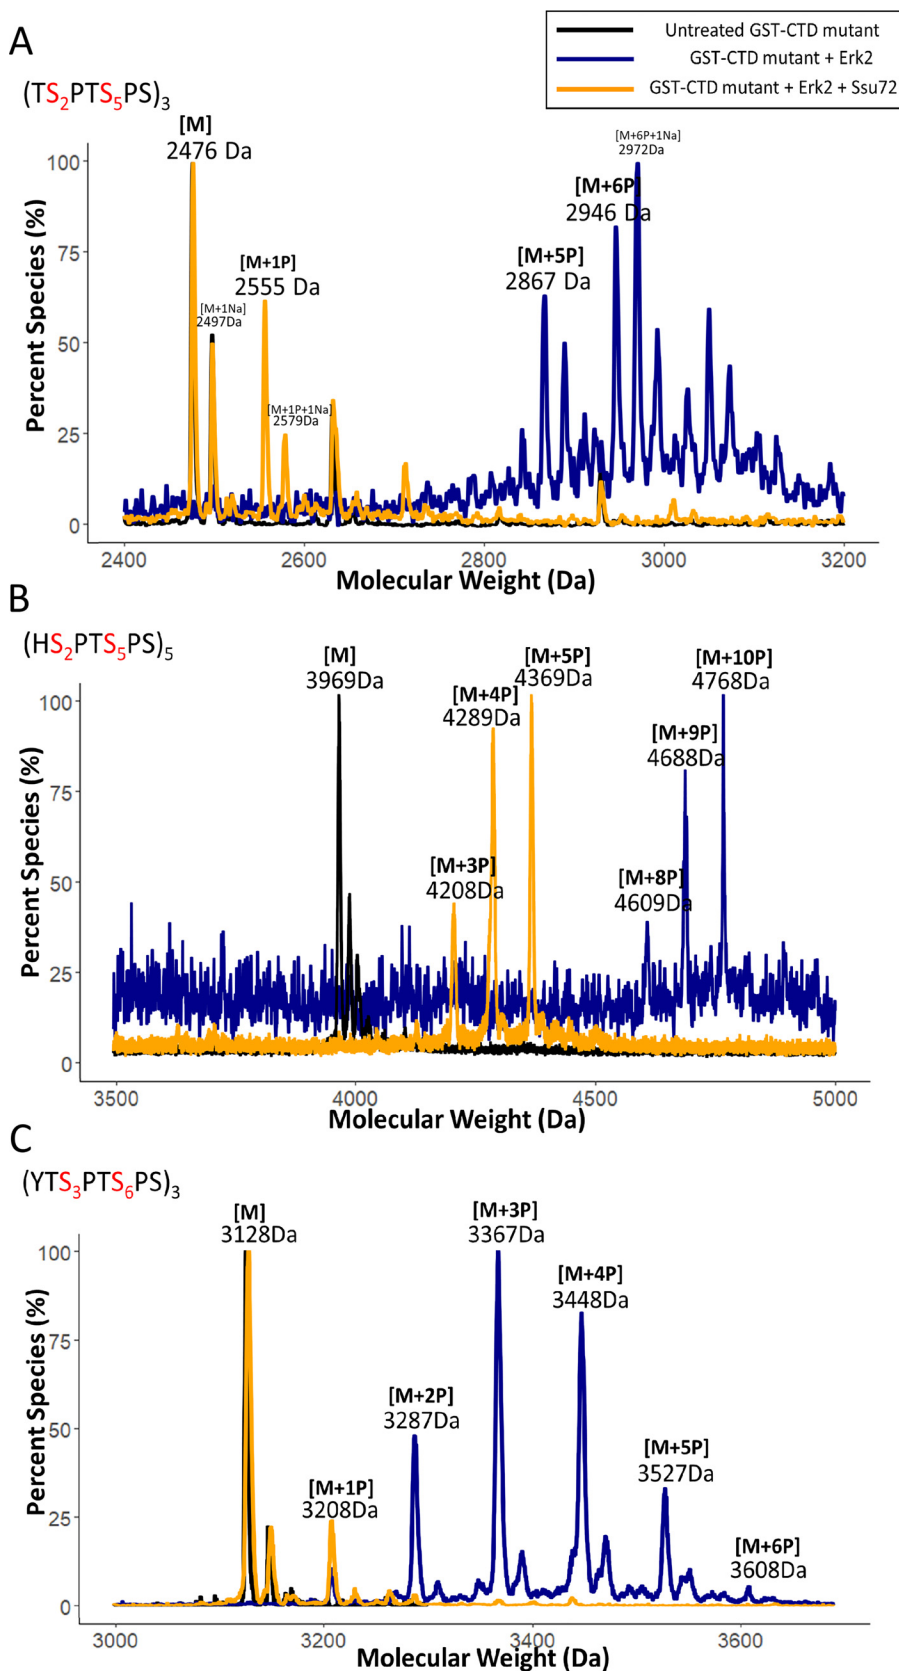 A
Untreated GST-CTD mutant
GST-CTD mutant + Erk2
GST-CTD mutant + Erk2 + Ssu72
(TS₂PTS₅PS)₃
[M]
2476 Da
[M+1Na]
2497Da
[M+1P]
2555 Da
[M+1P+1Na]
2579Da
[M+5P]
2867 Da
[M+6P]
2946 Da
[M+6P+1Na]
2972Da
Percent Species (%)
100
75
50
25
0
2400
2600
2800
3000
3200
Molecular Weight (Da)
B
(HS₂PTS₅PS)₅
[M]
3969Da
[M+3P]
4208Da
[M+4P]
4289Da
[M+5P]
4369Da
[M+8P]
4609Da
[M+9P]
4688Da
[M+10P]
4768Da
Percent Species (%)
100
75
50
25
0
3500
4000
4500
5000
Molecular Weight (Da)
C
(YTS₃PTS₆PS)₃
[M]
3128Da
[M+1P]
3208Da
[M+2P]
3287Da
[M+3P]
3367Da
[M+4P]
3448Da
[M+5P]
3527Da
[M+6P]
3608Da
Percent Species (%)
100
75
50
25
0
3000
3200
3400
3600
Molecular Weight (Da)